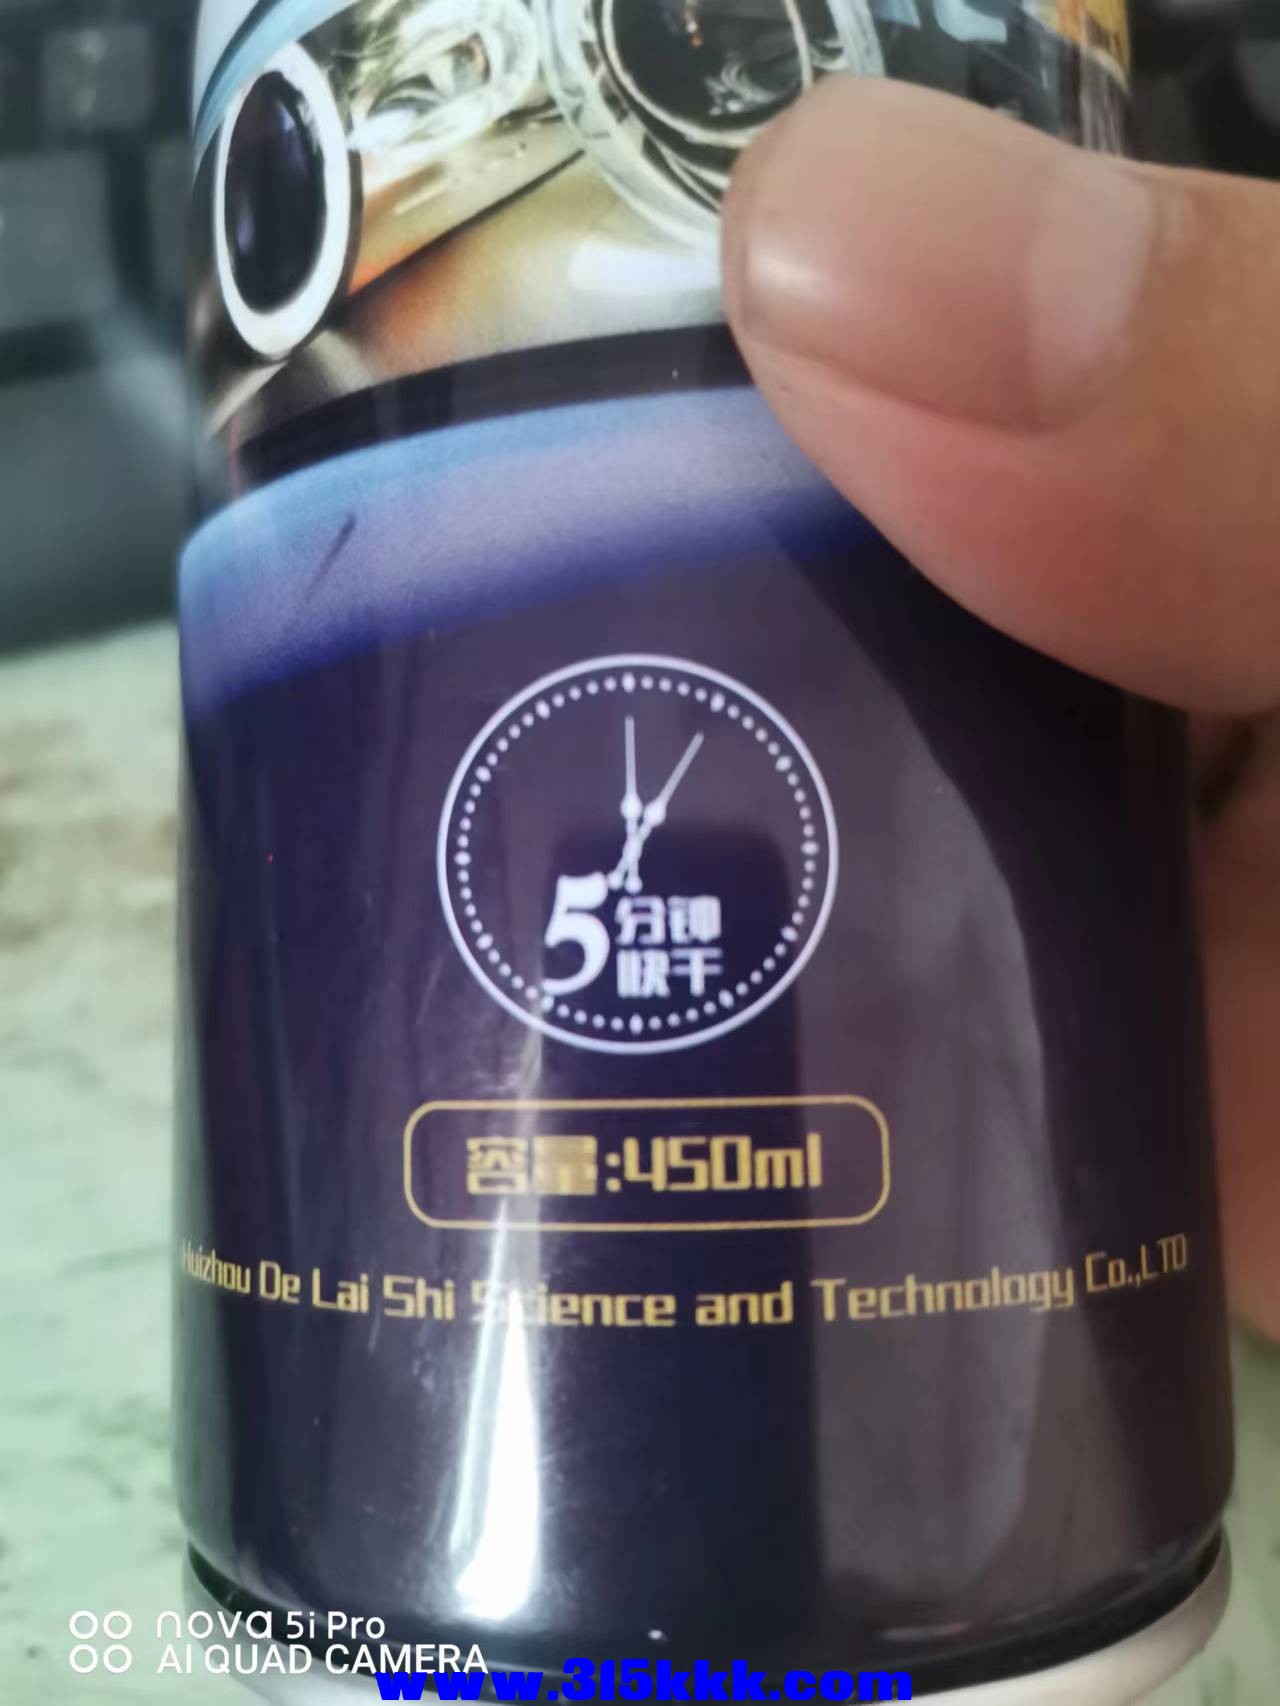 5分钟
快干
容量:450ml
Huizhou De Lai Shi Science and Technology Co.,LTD
nova 5i Pro
AI QUAD CAMERA
www.315kkk.com